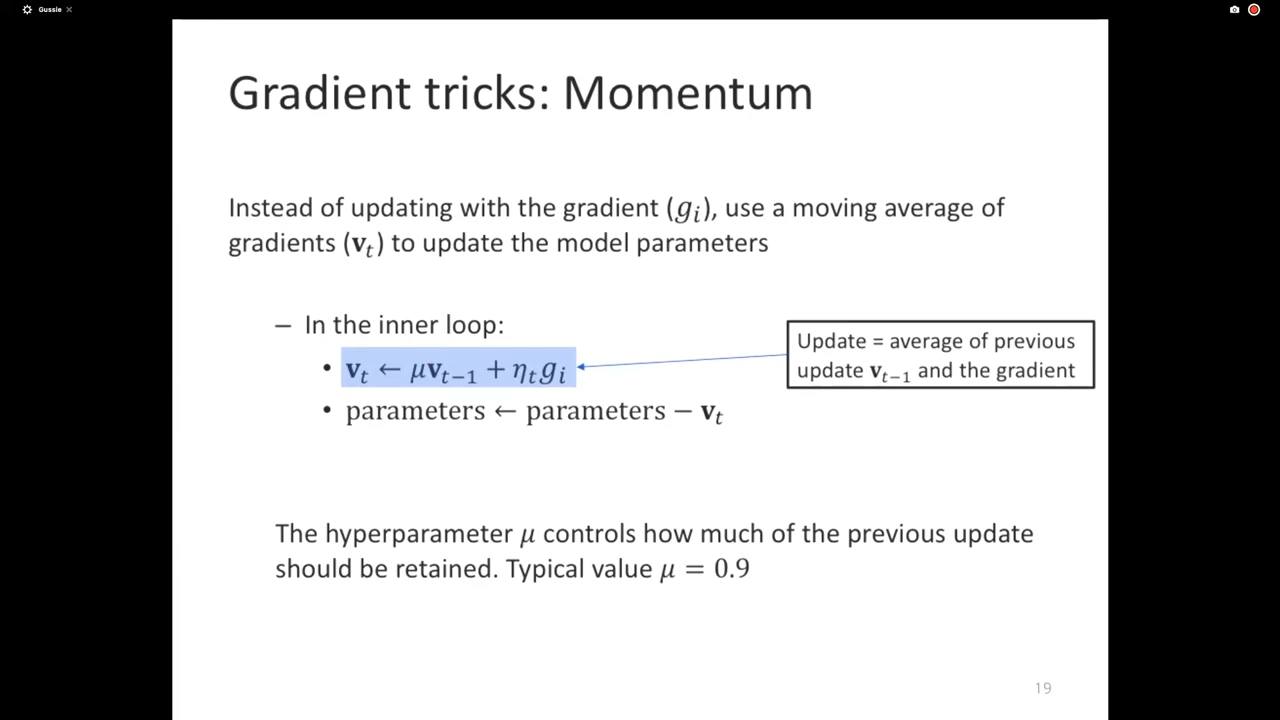 Gussie
Gradient tricks: Momentum
Instead of updating with the gradient (gᵢ), use a moving average of
gradients (𝐯ₜ) to update the model parameters
– In the inner loop:
• 𝐯ₜ ← μ𝐯ₜ₋₁ + ηₜgᵢ
Update = average of previous
update 𝐯ₜ₋₁ and the gradient
• parameters ← parameters − 𝐯ₜ
The hyperparameter μ controls how much of the previous update
should be retained. Typical value μ = 0.9
19